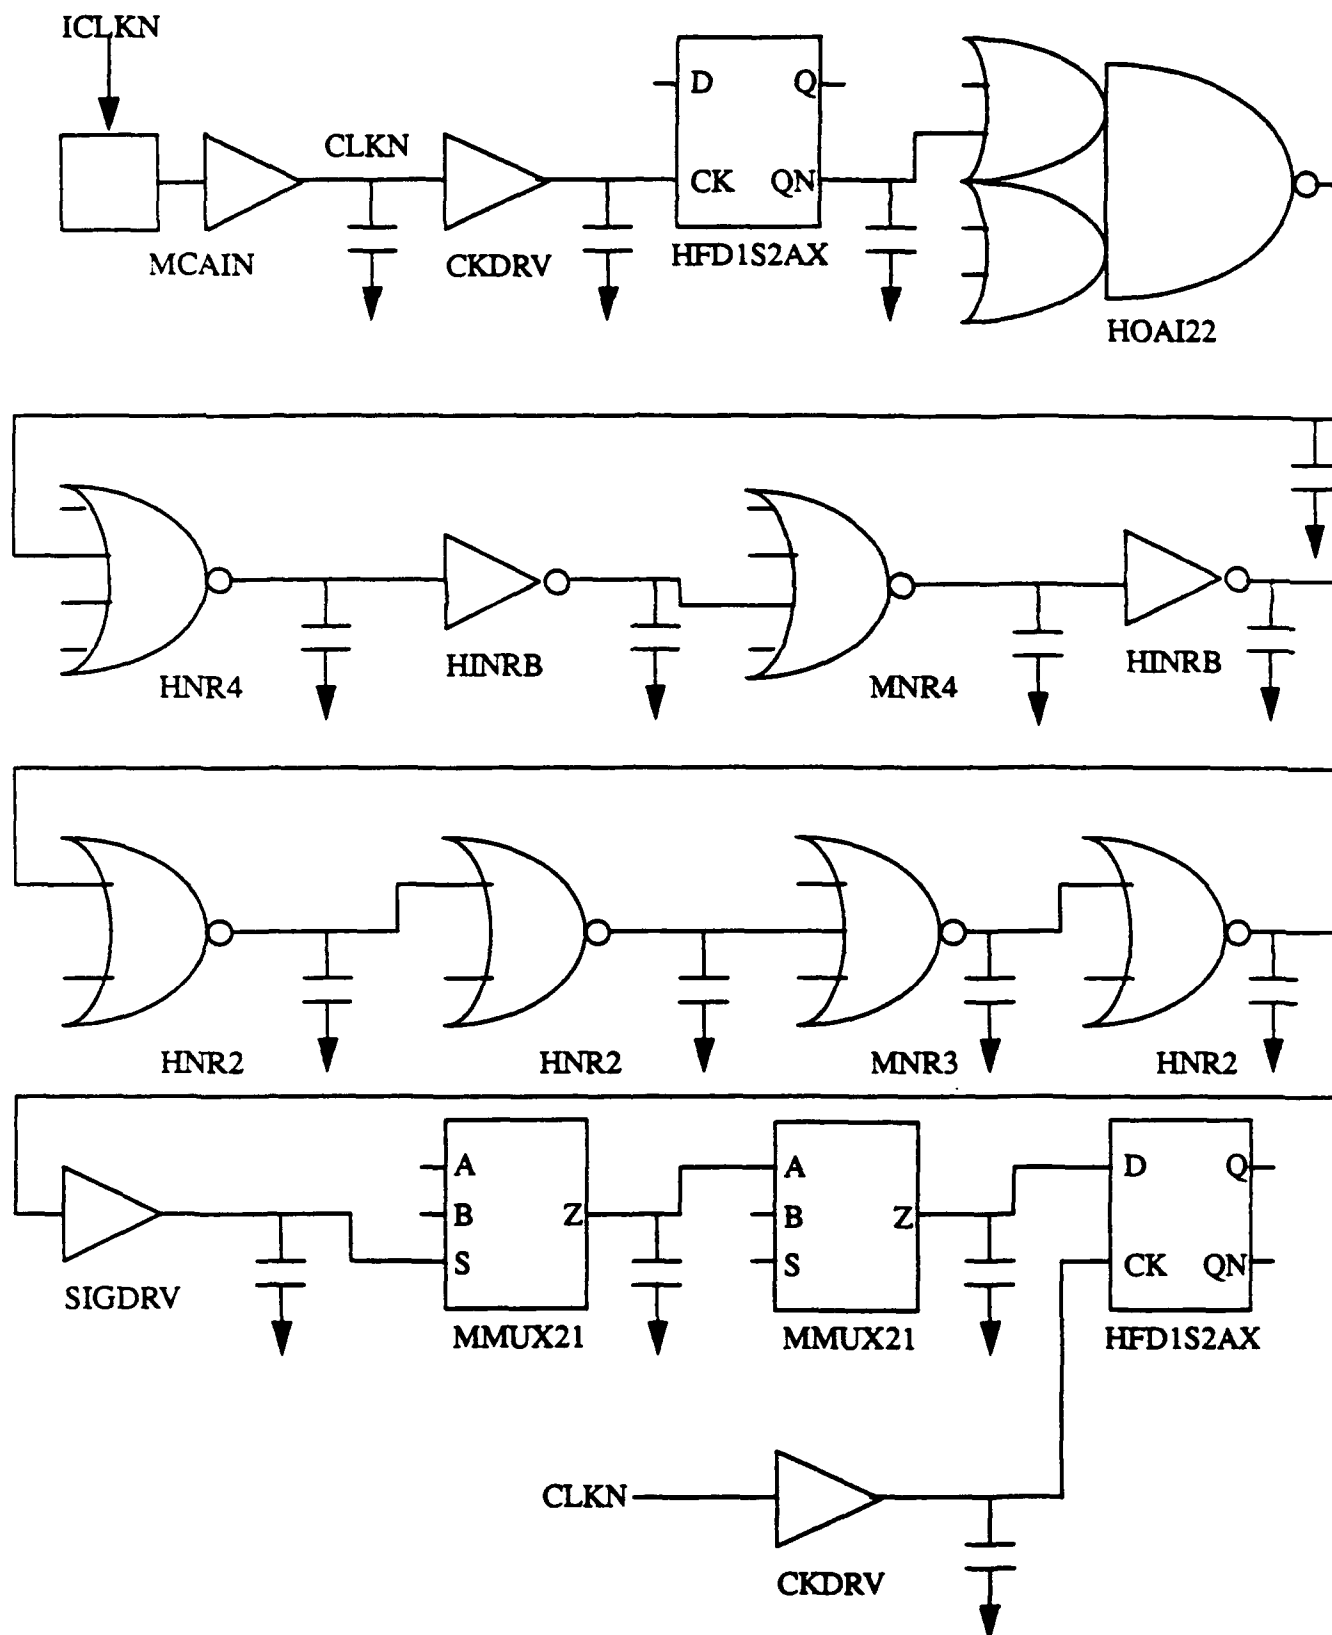 ICLKN
D Q
CLKN
CK QN
MCAIN
CKDRV
HFD1S2AX
HOAI22
HNR4
HINRB
MNR4
HINRB
HNR2
HNR2
MNR3
HNR2
A
B Z
S
A
B Z
S
D Q
CK QN
SIGDRV
MMUX21
MMUX21
HFD1S2AX
CLKN
CKDRV